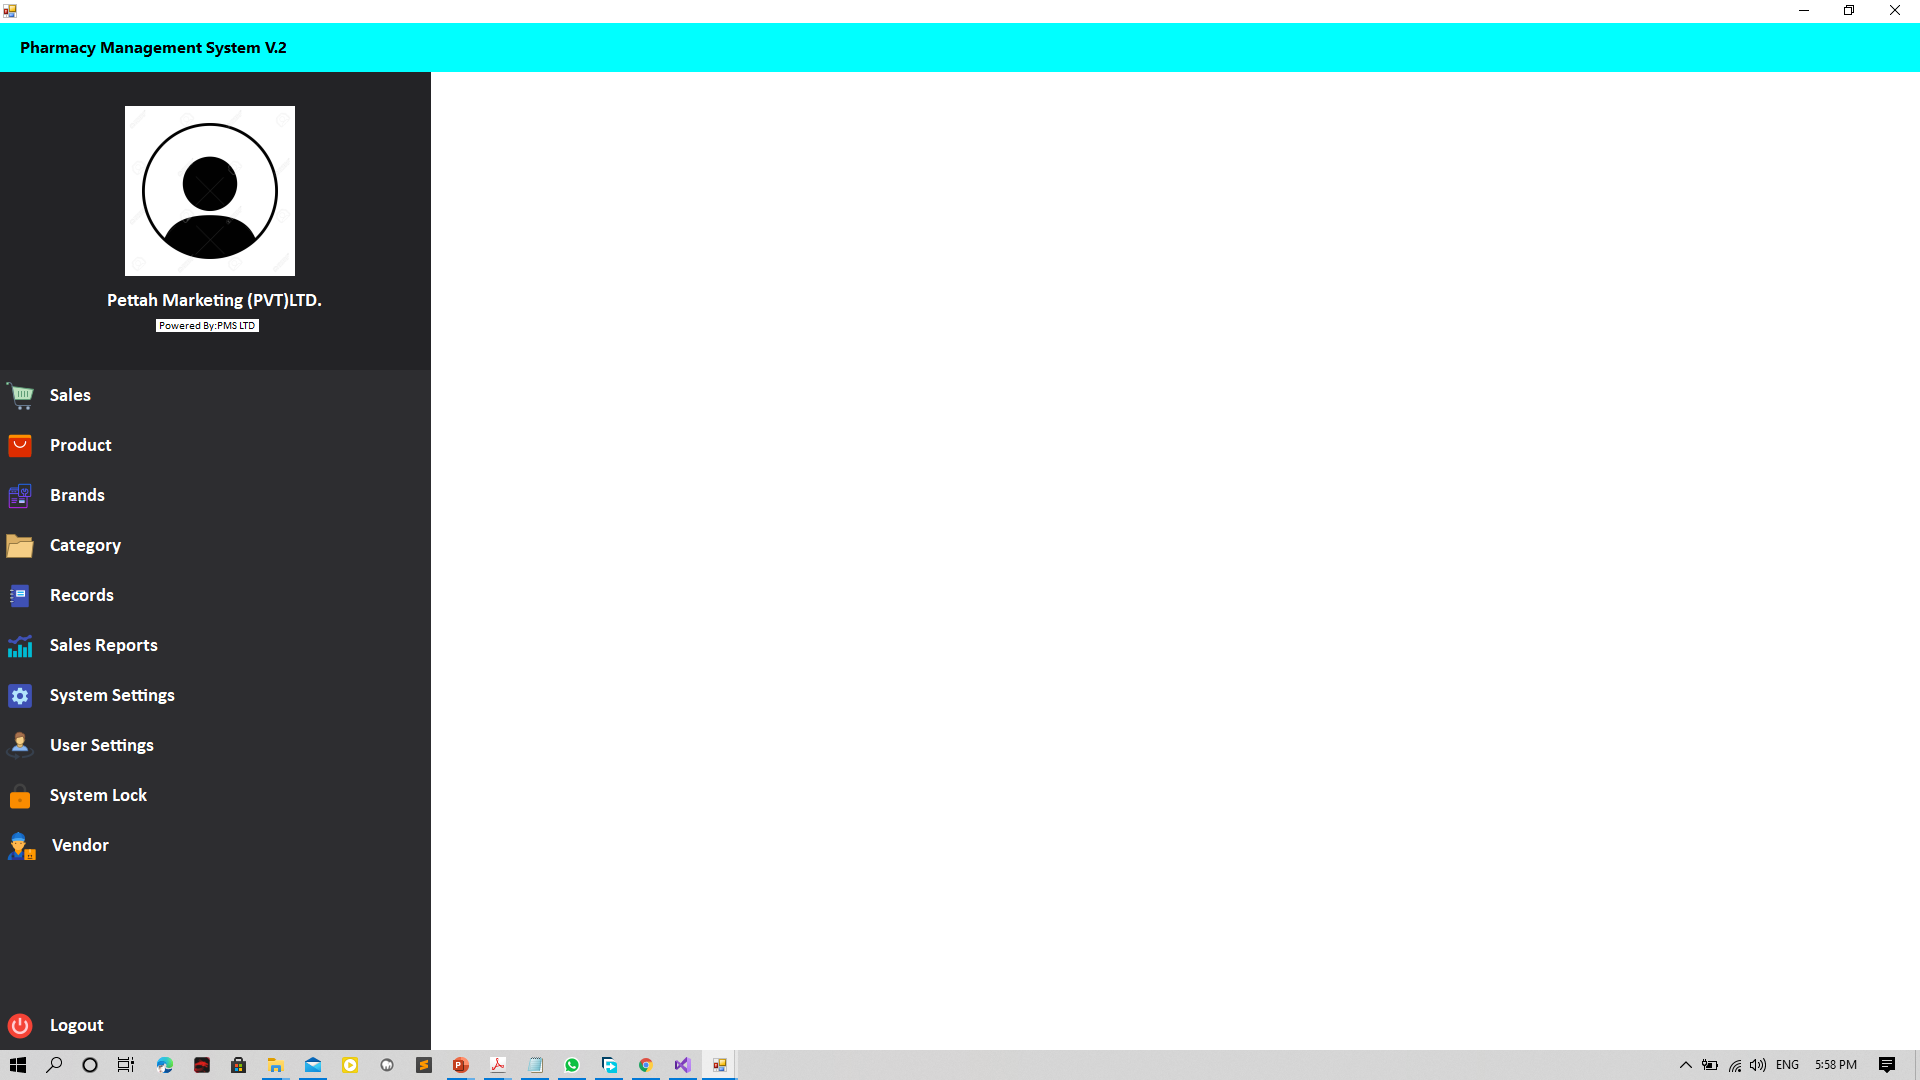 Pharmacy Management System V.2
Pettah Marketing (PVT)LTD.
Powered By:PMS LTD
Sales
Product
Brands
Category
Records
Sales Reports
System Settings
User Settings
System Lock
Vendor
Logout
ENG
5:58 PM